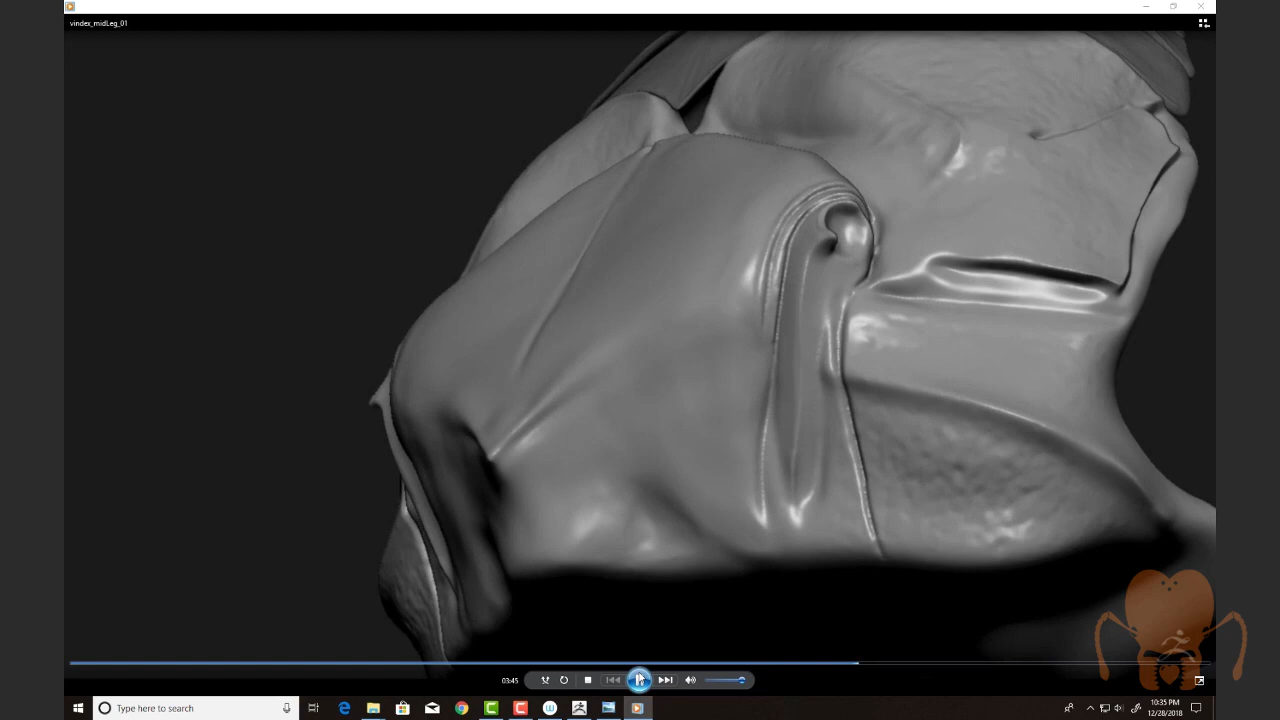 vindex_midLeg_01
03:45
Type here to search
10:35 PM
12/28/2018